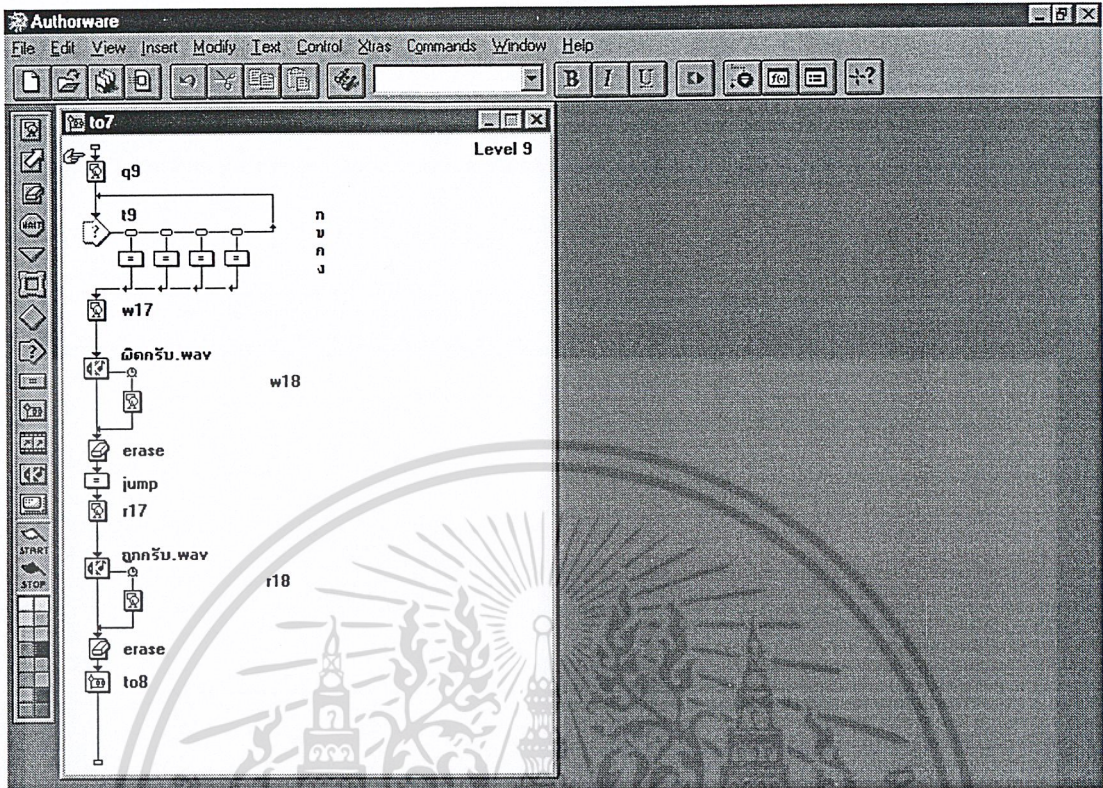 Authorware
File Edit View Insert Modify Text Control Xtras Commands Window Help
B I U
to7
Level 9
q9
t9
ก
ข
ค
ง
w17
ผิดครับ.wav
w18
erase
jump
r17
ถูกครับ.wav
r18
erase
to8
WAIT
START
STOP